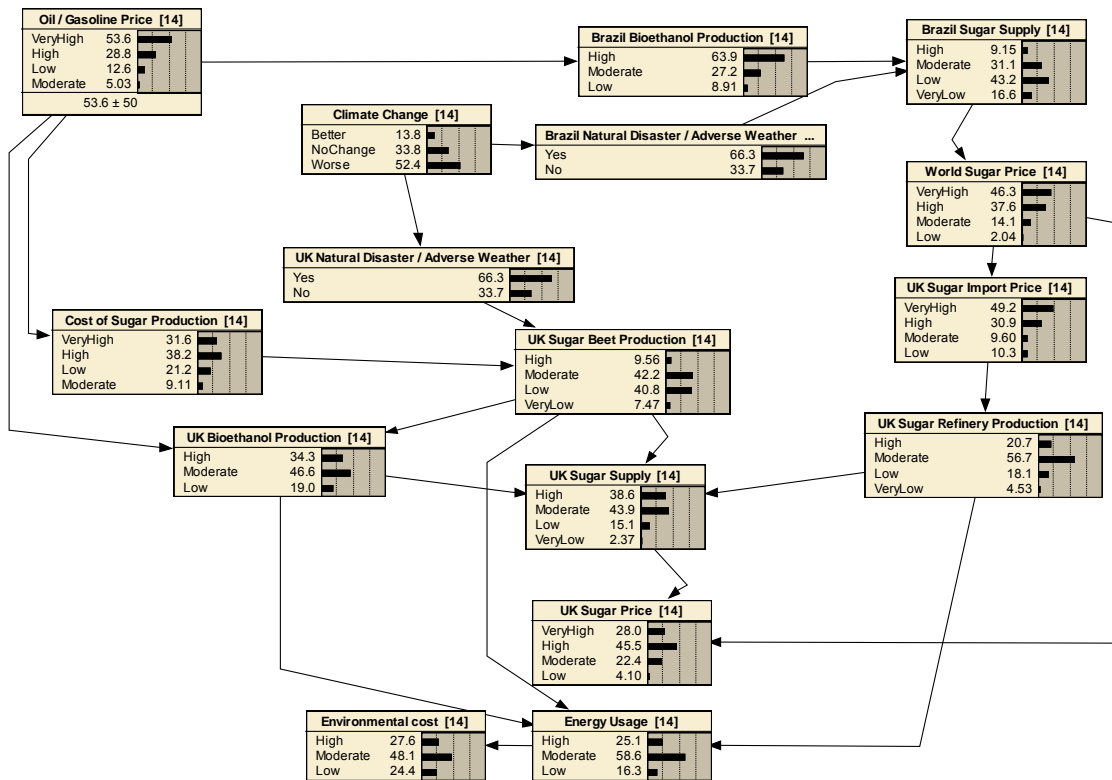 Oil / Gasoline Price [14]
VeryHigh 53.6
High 28.8
Low 12.6
Moderate 5.03
53.6 ± 50
Brazil Bioethanol Production [14]
High 63.9
Moderate 27.2
Low 8.91
Brazil Sugar Supply [14]
High 9.15
Moderate 31.1
Low 43.2
VeryLow 16.6
Climate Change [14]
Better 13.8
NoChange 33.8
Worse 52.4
Brazil Natural Disaster / Adverse Weather ...
Yes 66.3
No 33.7
World Sugar Price [14]
VeryHigh 46.3
High 37.6
Moderate 14.1
Low 2.04
UK Natural Disaster / Adverse Weather [14]
Yes 66.3
No 33.7
UK Sugar Import Price [14]
VeryHigh 49.2
High 30.9
Moderate 9.60
Low 10.3
Cost of Sugar Production [14]
VeryHigh 31.6
High 38.2
Low 21.2
Moderate 9.11
UK Sugar Beet Production [14]
High 9.56
Moderate 42.2
Low 40.8
VeryLow 7.47
UK Sugar Refinery Production [14]
High 20.7
Moderate 56.7
Low 18.1
VeryLow 4.53
UK Bioethanol Production [14]
High 34.3
Moderate 46.6
Low 19.0
UK Sugar Supply [14]
High 38.6
Moderate 43.9
Low 15.1
VeryLow 2.37
UK Sugar Price [14]
VeryHigh 28.0
High 45.5
Moderate 22.4
Low 4.10
Environmental cost [14]
High 27.6
Moderate 48.1
Low 24.4
Energy Usage [14]
High 25.1
Moderate 58.6
Low 16.3